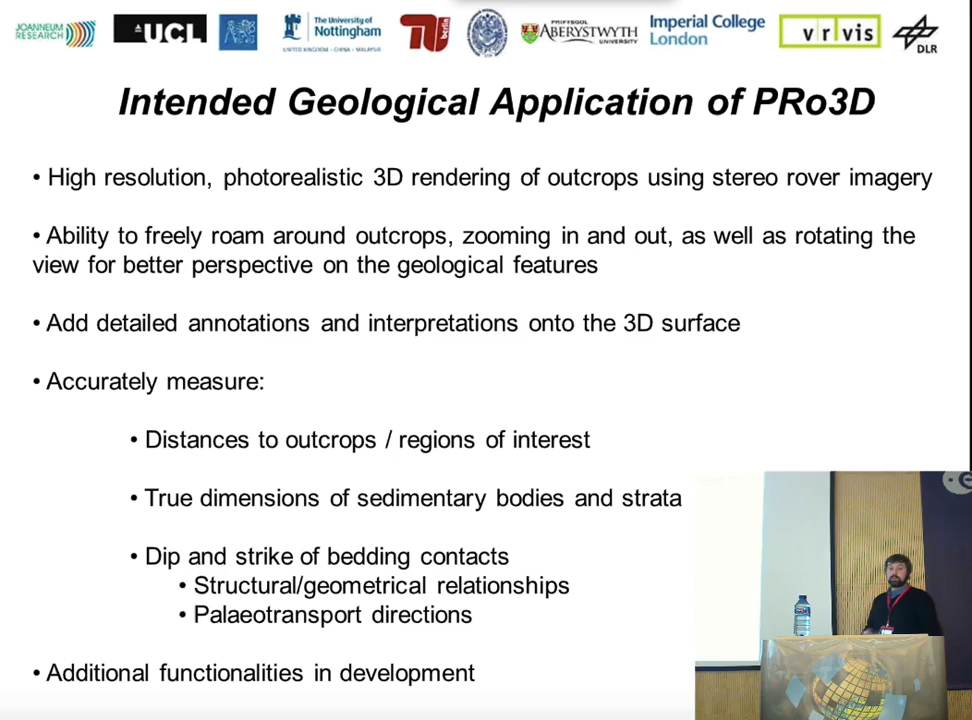 JOANNEUM
RESEARCH
UCL
The University of
Nottingham
UNITED KINGDOM • CHINA • MALAYSIA
berlin
PRIFYSGOL
ABERYSTWYTH
UNIVERSITY
Imperial College
London
vrvis
DLR
Intended Geological Application of PRo3D
• High resolution, photorealistic 3D rendering of outcrops using stereo rover imagery
• Ability to freely roam around outcrops, zooming in and out, as well as rotating the
view for better perspective on the geological features
• Add detailed annotations and interpretations onto the 3D surface
• Accurately measure:
• Distances to outcrops / regions of interest
• True dimensions of sedimentary bodies and strata
• Dip and strike of bedding contacts
• Structural/geometrical relationships
• Palaeotransport directions
• Additional functionalities in development